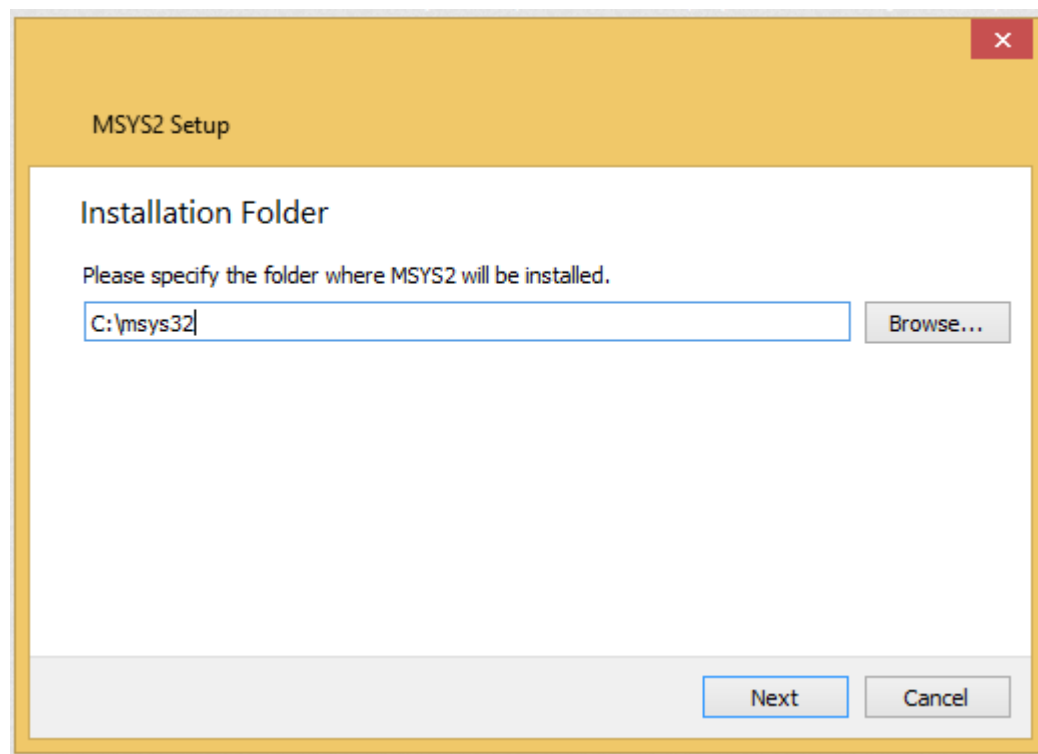 MSYS2 Setup
Installation Folder
Please specify the folder where MSYS2 will be installed.
C:\msys32
Browse...
Next
Cancel